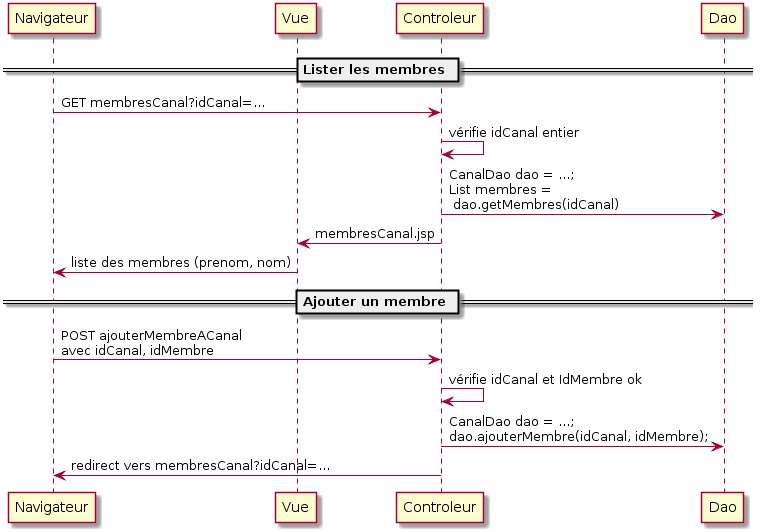 Navigateur Vue Controleur Dao
Lister les membres
GET membresCanal?idCanal=...
vérifie idCanal entier
CanalDao dao = ...;
List membres =
dao.getMembres(idCanal)
membresCanal.jsp
liste des membres (prenom, nom)
Ajouter un membre
POST ajouterMembreACanal
avec idCanal, idMembre
vérifie idCanal et IdMembre ok
CanalDao dao = ...;
dao.ajouterMembre(idCanal, idMembre);
redirect vers membresCanal?idCanal=...
Navigateur Vue Controleur Dao